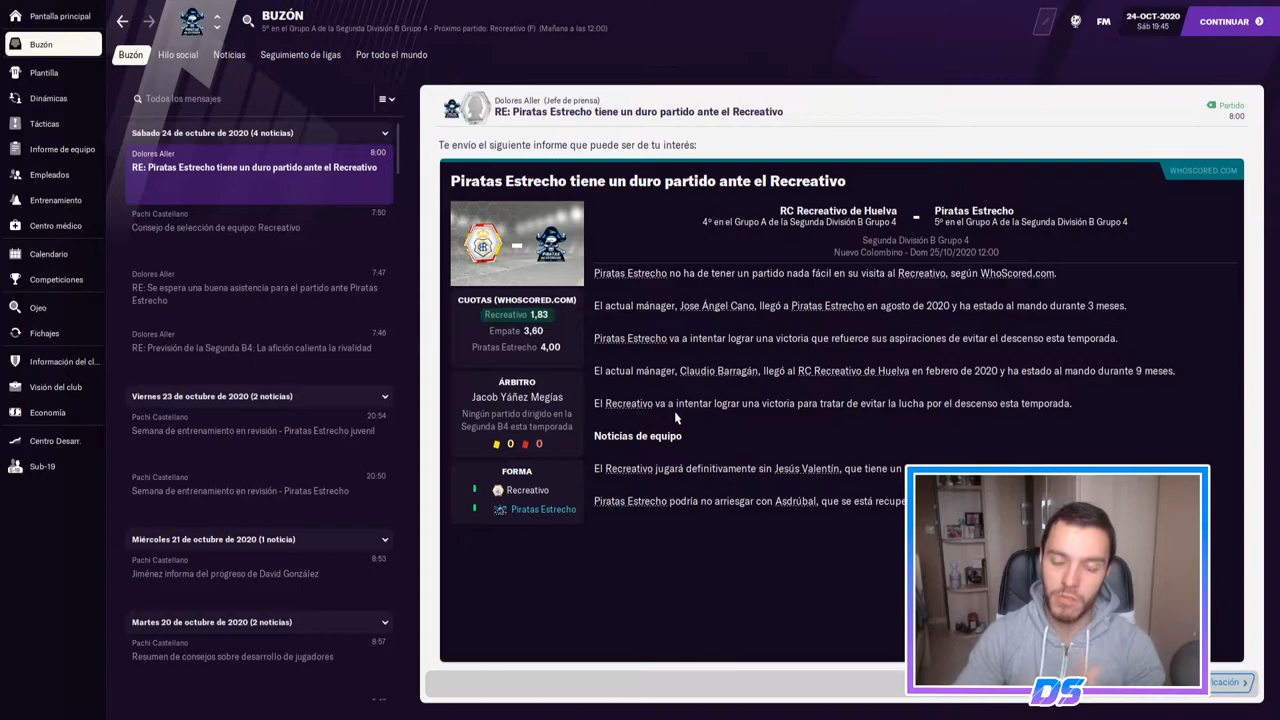 Pantalla principal
Buzón
Plantilla
Dinámicas
Tácticas
Informe de equipo
Empleados
Entrenamiento
Centro médico
Calendario
Competiciones
Ojeo
Fichajes
Información del cl...
Visión del club
Economía
Centro Desarr.
Sub-19
BUZÓN
5º en el Grupo A de la Segunda División B Grupo 4 - Próximo partido: Recreativo (F) (Mañana a las 12:00)
FM
24-OCT-2020
Sáb 19:45
CONTINUAR
Buzón Hilo social Noticias Seguimiento de ligas Por todo el mundo
Todos los mensajes
Sábado 24 de octubre de 2020 (4 noticias)
Dolores Aller 8:00
RE: Piratas Estrecho tiene un duro partido ante el Recreativo
Pachi Castellano 7:50
Consejo de selección de equipo: Recreativo
Dolores Aller 7:47
RE: Se espera una buena asistencia para el partido ante Piratas
Estrecho
Dolores Aller 7:46
RE: Previsión de la Segunda B4: La afición calienta la rivalidad
Viernes 23 de octubre de 2020 (2 noticias)
Pachi Castellano 20:54
Semana de entrenamiento en revisión - Piratas Estrecho juvenil
Pachi Castellano 20:50
Semana de entrenamiento en revisión - Piratas Estrecho
Miércoles 21 de octubre de 2020 (1 noticia)
Pachi Castellano 8:53
Jiménez informa del progreso de David González
Martes 20 de octubre de 2020 (2 noticias)
Pachi Castellano 8:57
Resumen de consejos sobre desarrollo de jugadores
Dolores Aller (Jefe de prensa)
RE: Piratas Estrecho tiene un duro partido ante el Recreativo
Partido
8:00
Te envío el siguiente informe que puede ser de tu interés:
WHOSCORED.COM
Piratas Estrecho tiene un duro partido ante el Recreativo
RC Recreativo de Huelva - Piratas Estrecho
4º en el Grupo A de la Segunda División B Grupo 4 5º en el Grupo A de la Segunda División B Grupo 4
Segunda División B Grupo 4
Nuevo Colombino - Dom 25/10/2020 12:00
CUOTAS (WHOSCORED.COM)
Recreativo 1,83
Empate 3,60
Piratas Estrecho 4,00
ÁRBITRO
Jacob Yáñez Megías
Ningún partido dirigido en la
Segunda B4 esta temporada
0 0
FORMA
Recreativo
Piratas Estrecho
Piratas Estrecho no ha de tener un partido nada fácil en su visita al Recreativo, según WhoScored.com.
El actual mánager, Jose Ángel Cano, llegó a Piratas Estrecho en agosto de 2020 y ha estado al mando durante 3 meses.
Piratas Estrecho va a intentar lograr una victoria que refuerce sus aspiraciones de evitar el descenso esta temporada.
El actual mánager, Claudio Barragán, llegó al RC Recreativo de Huelva en febrero de 2020 y ha estado al mando durante 9 meses.
El Recreativo va a intentar lograr una victoria para tratar de evitar la lucha por el descenso esta temporada.
Noticias de equipo
El Recreativo jugará definitivamente sin Jesús Valentín, que tiene un
Piratas Estrecho podría no arriesgar con Asdrúbal, que se está recupe
DS